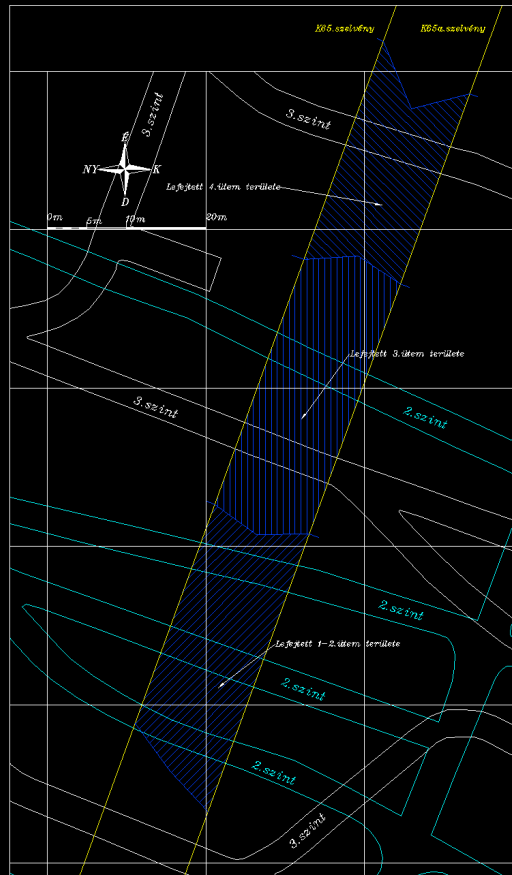 K65.szelvény
K65a.szelvény
3.szint
3.szint
É
NY
K
D
Lefejtett 4.ütem területe
0m
5m
10m
20m
Lefejtett 3.ütem területe
3.szint
2.szint
2.szint
Lefejtett 1-2.ütem területe
2.szint
2.szint
3.szint